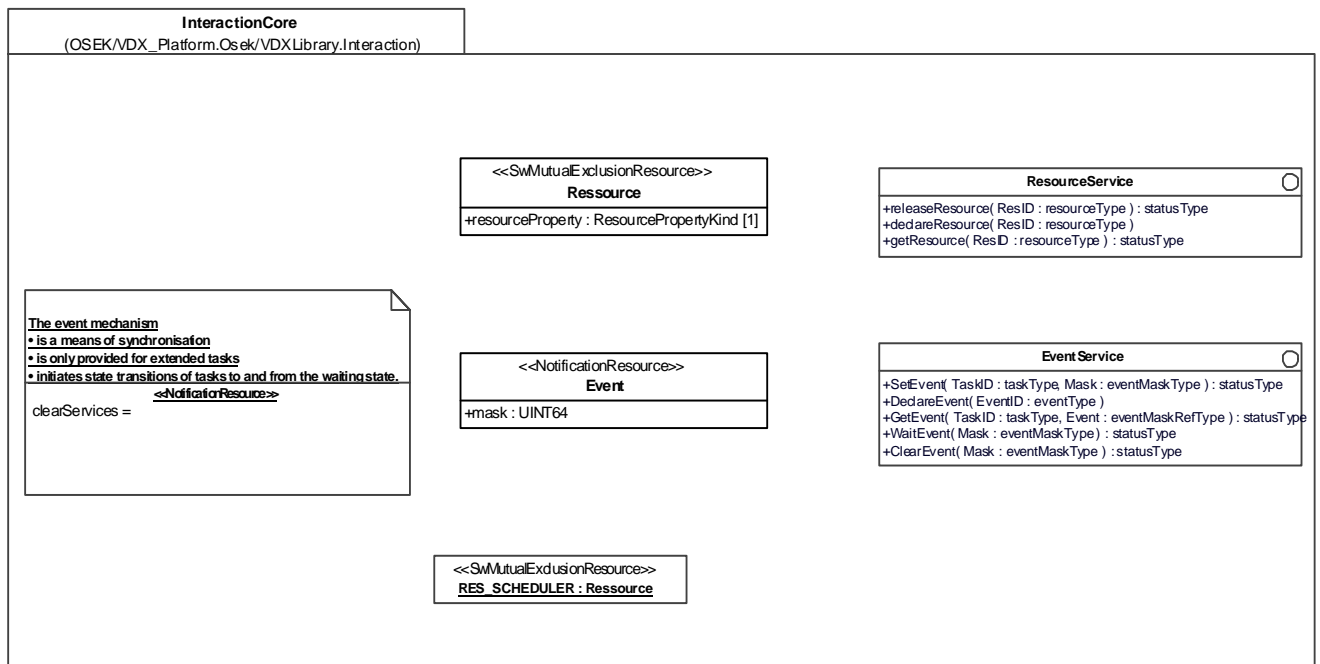 InteractionCore
(OSEK/VDX_Platform.Osek/VDXLibrary.Interaction)
<<SwMutualExclusionResource>>
Ressource
+resourceProperty : ResourcePropertyKind [1]
ResourceService
+releaseResource( ResID : resourceType ) : statusType
+declareResource( ResID : resourceType )
+getResource( ResID : resourceType ) : statusType
The event mechanism
• is a means of synchronisation
• is only provided for extended tasks
• initiates state transitions of tasks to and from the waiting state.
<<NotificationResource>>
clearServices =
<<NotificationResource>>
Event
+mask : UINT64
EventService
+SetEvent( TaskID : taskType, Mask : eventMaskType ) : statusType
+DeclareEvent( EventID : eventType )
+GetEvent( TaskID : taskType, Event : eventMaskRefType ) : statusType
+WaitEvent( Mask : eventMaskType ) : statusType
+ClearEvent( Mask : eventMaskType ) : statusType
<<SwMutualExclusionResource>>
RES_SCHEDULER : Ressource